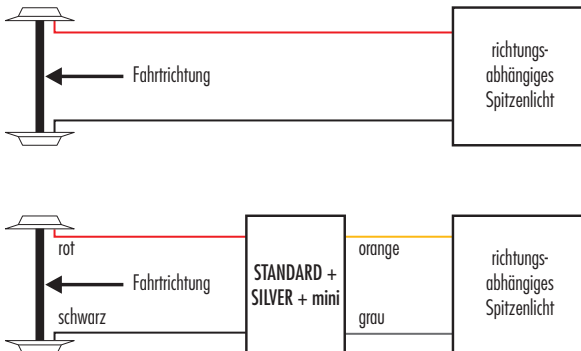 richtungs-
abhängiges
Spitzenlicht
Fahrtrichtung
rot
orange
STANDARD +
SILVER + mini
richtungs-
abhängiges
Spitzenlicht
Fahrtrichtung
schwarz
grau